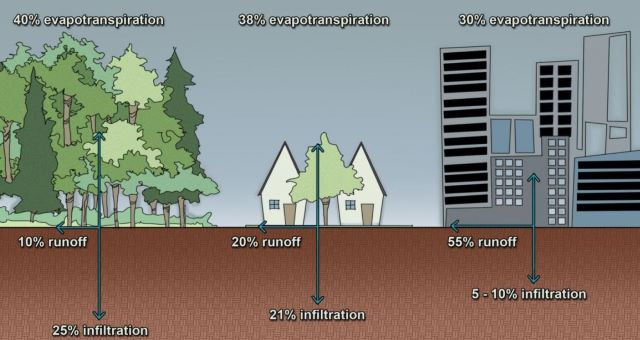 40% evapotranspiration
38% evapotranspiration
30% evapotranspiration
10% runoff
20% runoff
55% runoff
25% infiltration
21% infiltration
5 - 10% infiltration